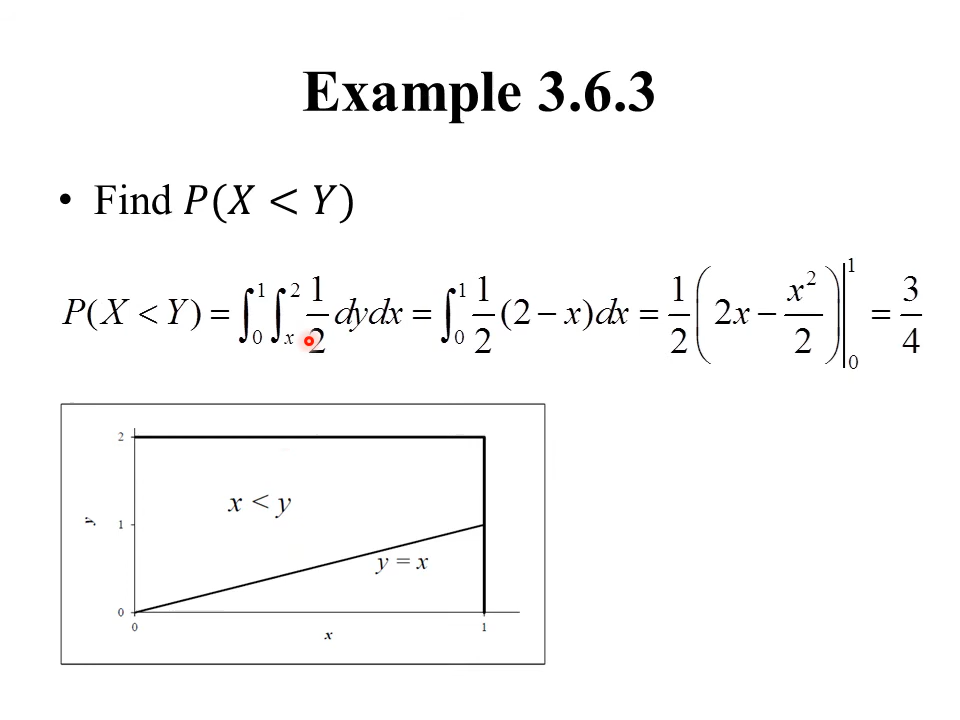 Example 3.6.3
• Find 𝑃(𝑋 < 𝑌)
P(X < Y) = ∫₀¹ ∫ₓ² 1/2 dydx = ∫₀¹ 1/2 (2 − x)dx = 1/2 (2x − x²/2) |₀¹ = 3/4
2
x < y
y
1
y = x
0
0
1
x